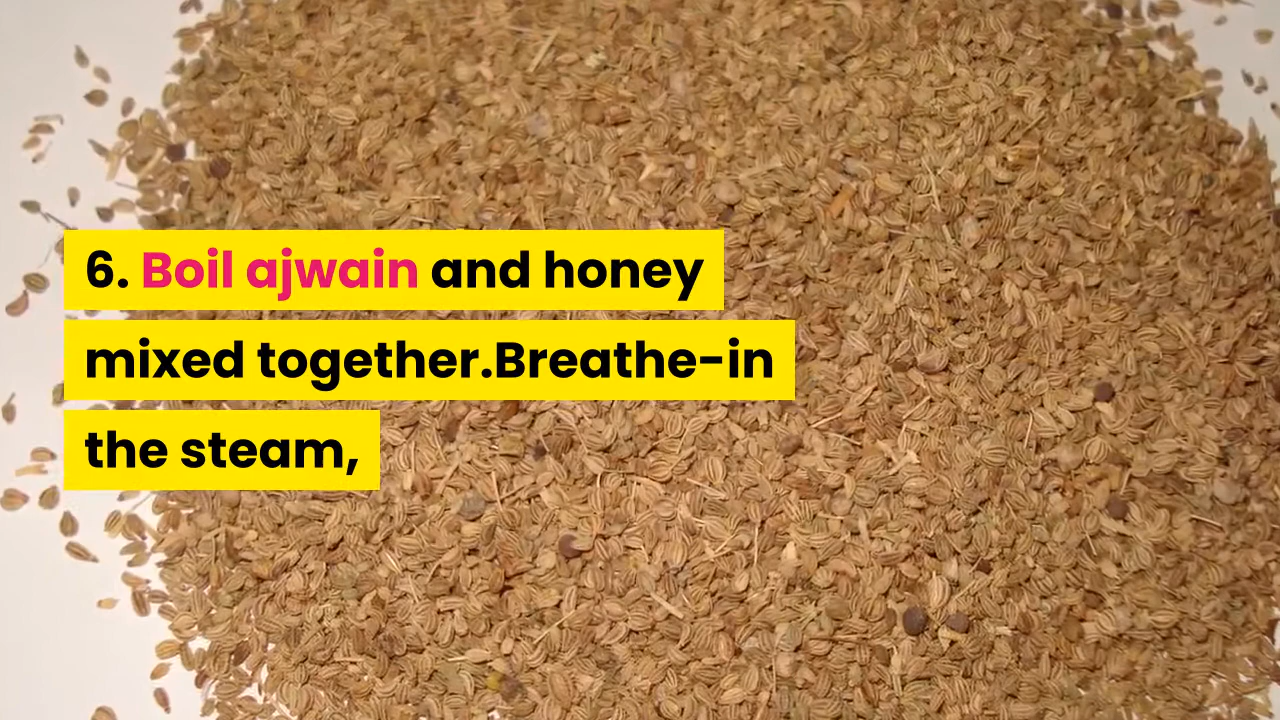 6. Boil ajwain and honey
mixed together.Breathe-in
the steam,